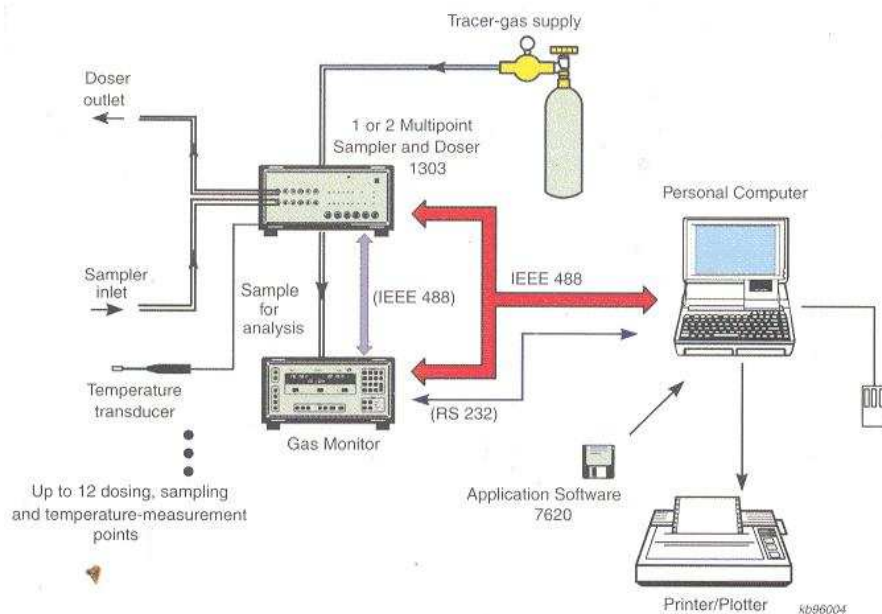 Tracer-gas supply
Doser
outlet
1 or 2 Multipoint
Sampler and Doser
1303
Personal Computer
Sampler
inlet
Sample
for
analysis
(IEEE 488)
IEEE 488
Temperature
transducer
(RS 232)
Gas Monitor
Up to 12 dosing, sampling
and temperature-measurement
points
Application Software
7620
Printer/Plotter
kb96004